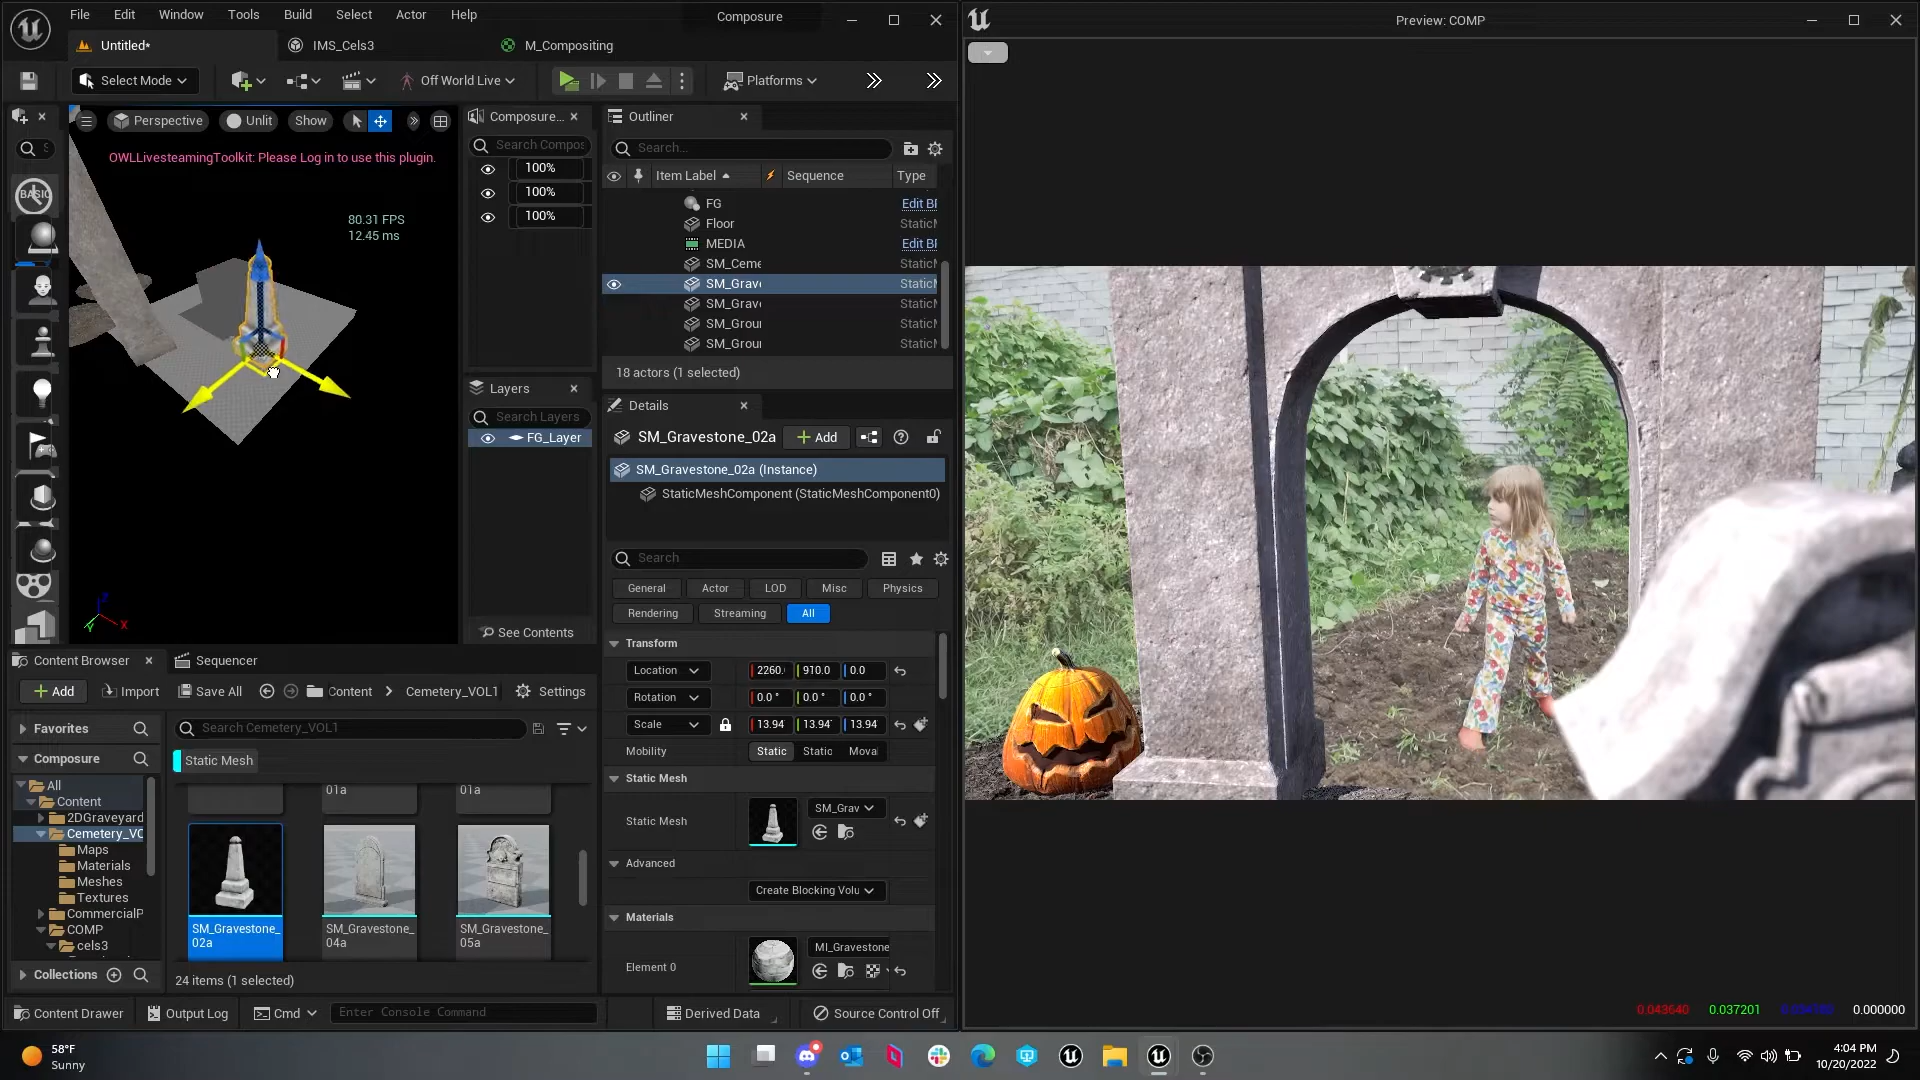 File Edit Window Tools Build Select Actor Help
Composure
Untitled*
IMS_Cels3
M_Compositing
Select Mode
Off World Live
Platforms
Perspective
Unlit
Show
OWLLivesteamingToolkit: Please Log in to use this plugin.
80.31 FPS
12.45 ms
BASIC
Z
Y
X
Composure...
Search Compos
100%
100%
100%
Layers
Search Layers
FG_Layer
See Contents
Outliner
Search...
Item Label
Sequence
Type
FG
Edit Bl
Floor
MEDIA
Edit Bl
SM_Ceme
SM_Grave
SM_Grave
SM_Grou
SM_Grou
18 actors (1 selected)
Details
SM_Gravestone_02a
Add
SM_Gravestone_02a (Instance)
StaticMeshComponent (StaticMeshComponent0)
Search
General
Actor
LOD
Misc
Physics
Rendering
Streaming
All
Transform
Location
2260.
910.0
0.0
Rotation
0.0 °
0.0 °
0.0 °
Scale
13.94
13.94
13.94
Mobility
Static
Static
Mova
Static Mesh
Static Mesh
SM_Grav
Advanced
Create Blocking Volu
Materials
Element 0
MI_Gravestone
Content Browser
Sequencer
Add
Import
Save All
Content
Cemetery_VOL1
Settings
Favorites
Search Cemetery_VOL1
Composure
Static Mesh
All
Content
2DGraveyard
Cemetery_VC
Maps
Materials
Meshes
Textures
CommercialP
COMP
cels3
01a
01a
SM_Gravestone_
02a
SM_Gravestone_
04a
SM_Gravestone_
05a
Collections
24 items (1 selected)
Content Drawer
Output Log
Cmd
Enter Console Command
Derived Data
Source Control Off
Preview: COMP
0.043640
0.037201
0.000000
58°F
Sunny
4:04 PM
10/20/2022